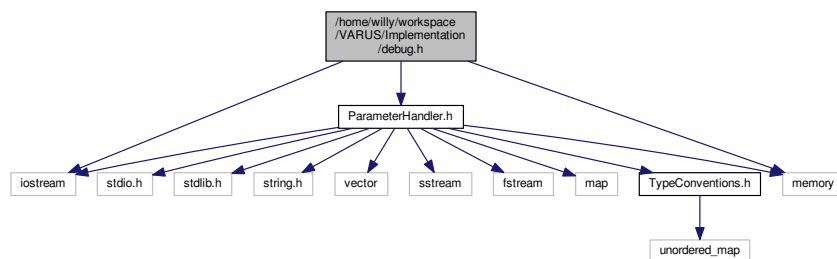 /home/willy/workspace
/VARUS/Implementation
/debug.h
ParameterHandler.h
iostream
stdio.h
stdlib.h
string.h
vector
sstream
fstream
map
TypeConventions.h
memory
unordered_map